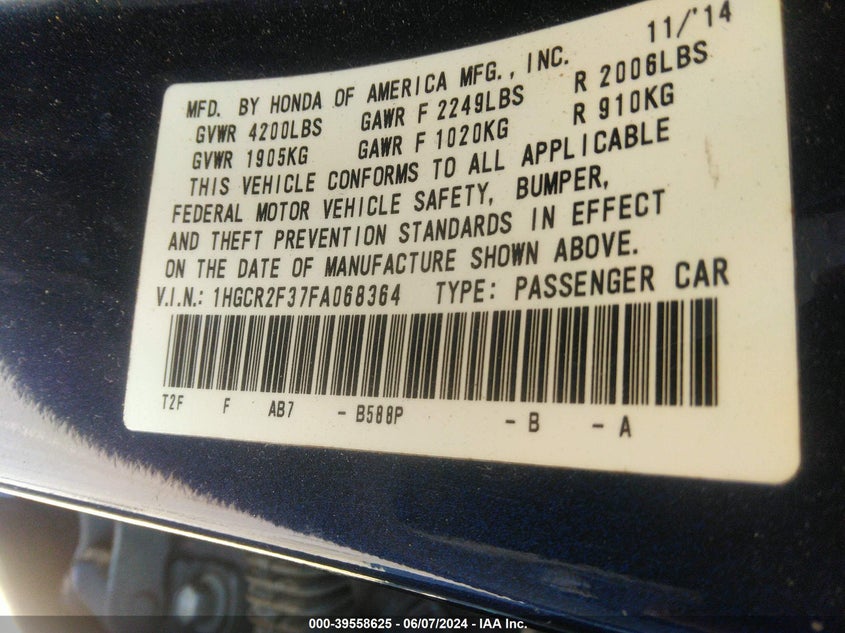 11/'14
MFD. BY HONDA OF AMERICA MFG., INC.
GVWR 4200LBS GAWR F 2249LBS R 2006LBS
GVWR 1905KG GAWR F 1020KG R 910KG
THIS VEHICLE CONFORMS TO ALL APPLICABLE
FEDERAL MOTOR VEHICLE SAFETY, BUMPER,
AND THEFT PREVENTION STANDARDS IN EFFECT
ON THE DATE OF MANUFACTURE SHOWN ABOVE.
V.I.N.: 1HGCR2F37FA068364 TYPE: PASSENGER CAR
T2F F AB7 - B588P - B - A
000-39558625 - 06/07/2024 - IAA Inc.